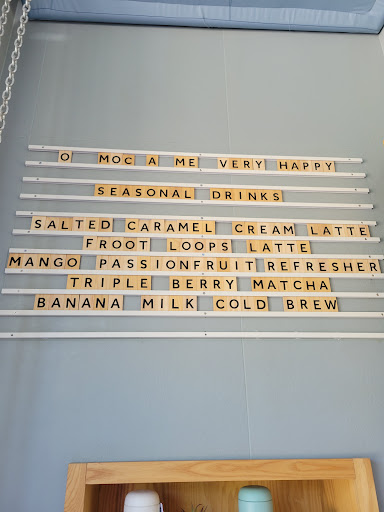 O MOC A ME VERY HAPPY
SEASONAL DRINKS
SALTED CARAMEL CREAM LATTE
FROOT LOOPS LATTE
MANGO PASSIONFRUIT REFRESHER
TRIPLE BERRY MATCHA
BANANA MILK COLD BREW